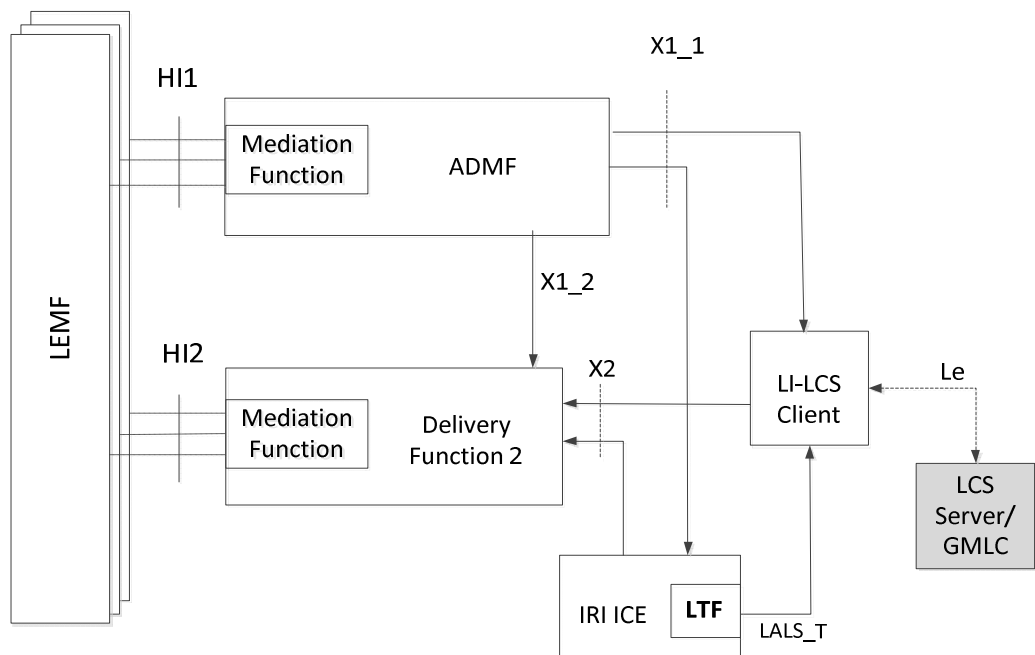 X1_1
HI1
Mediation
Function
ADMF
X1_2
LEMF
HI2
X2
Mediation
Function
Delivery
Function 2
LI-LCS
Client
Le
LCS
Server/
GMLC
IRI ICE
LTF
LALS_T